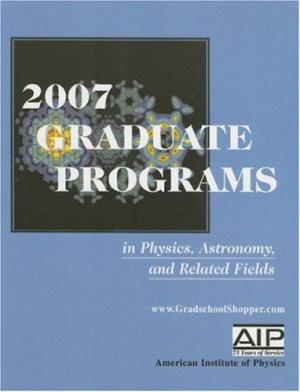 2007
GRADUATE
PROGRAMS
in Physics, Astronomy,
and Related Fields
www.GradschoolShopper.com
AIP
75 Years of Service
American Institute of Physics